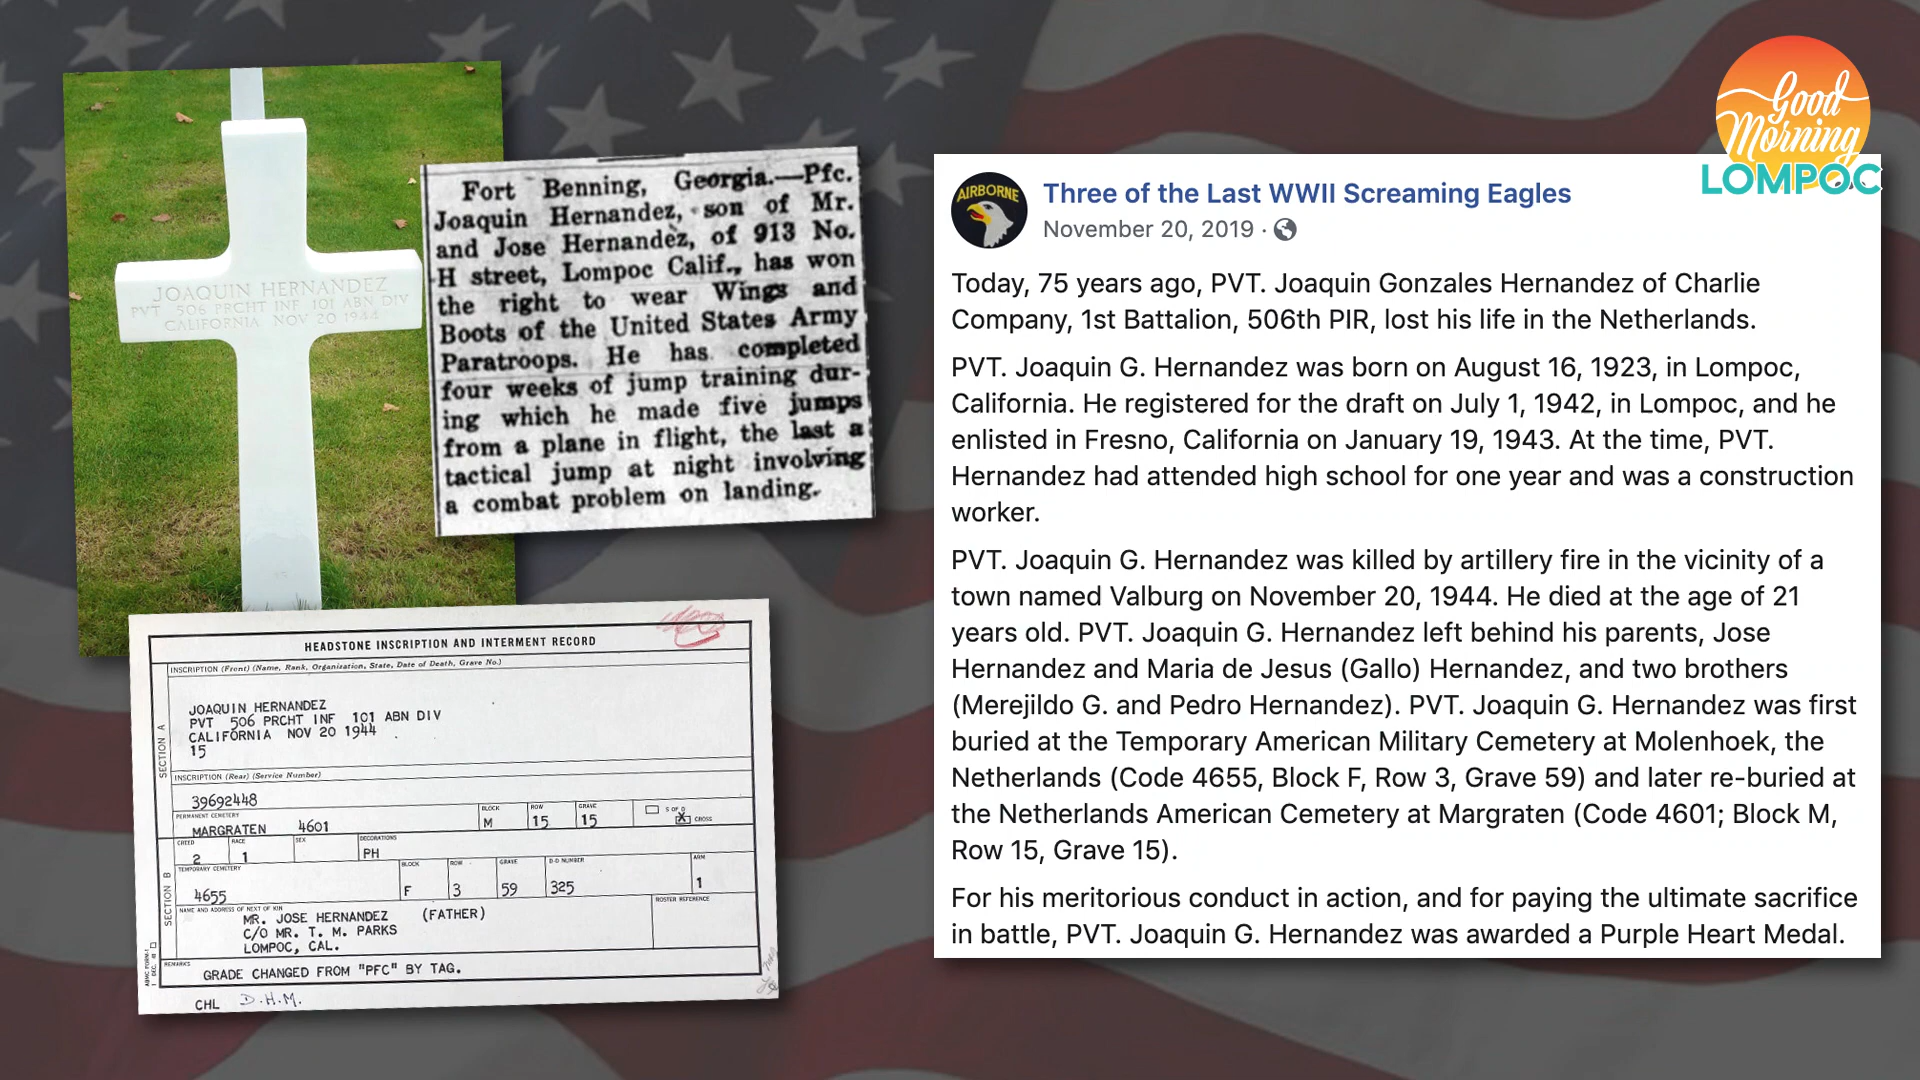 Good
Morning
LOMPOC
JOAQUIN HERNANDEZ
PVT 506 PRCHT INF 101 ABN DIV
CALIFORNIA NOV 20 1944
Fort Benning, Georgia.—Pfc.
Joaquin Hernandez, son of Mr.
and Jose Hernandez, of 913 No.
H street, Lompoc Calif., has won
the right to wear Wings and
Boots of the United States Army
Paratroops. He has completed
four weeks of jump training dur-
ing which he made five jumps
from a plane in flight, the last a
tactical jump at night involving
a combat problem on landing.
HEADSTONE INSCRIPTION AND INTERMENT RECORD
INSCRIPTION (Front) (Name, Rank, Organization, State, Date of Death, Grave No.)
SECTION A
JOAQUIN HERNANDEZ
PVT 506 PRCHT INF 101 ABN DIV
CALIFORNIA NOV 20 1944
15
INSCRIPTION (Rear) (Service Number)
39692448
PERMANENT CEMETERY
MARGRATEN 4601
BLOCK
M
ROW
15
GRAVE
15
S OF D
X CROSS
SECTION B
CREED
2
RACE
1
SEX
DECORATIONS
PH
TEMPORARY CEMETERY
4655
BLOCK
F
ROW
3
GRAVE
59
D-D NUMBER
325
ARM
1
NAME AND ADDRESS OF NEXT OF KIN
MR. JOSE HERNANDEZ (FATHER)
C/O MR. T. M. PARKS
LOMPOC, CAL.
ROSTER REFERENCE
REMARKS
GRADE CHANGED FROM "PFC" BY TAG.
CHL D.H.M.
AIRBORNE
Three of the Last WWII Screaming Eagles
November 20, 2019 ·
Today, 75 years ago, PVT. Joaquin Gonzales Hernandez of Charlie
Company, 1st Battalion, 506th PIR, lost his life in the Netherlands.
PVT. Joaquin G. Hernandez was born on August 16, 1923, in Lompoc,
California. He registered for the draft on July 1, 1942, in Lompoc, and he
enlisted in Fresno, California on January 19, 1943. At the time, PVT.
Hernandez had attended high school for one year and was a construction
worker.
PVT. Joaquin G. Hernandez was killed by artillery fire in the vicinity of a
town named Valburg on November 20, 1944. He died at the age of 21
years old. PVT. Joaquin G. Hernandez left behind his parents, Jose
Hernandez and Maria de Jesus (Gallo) Hernandez, and two brothers
(Merejildo G. and Pedro Hernandez). PVT. Joaquin G. Hernandez was first
buried at the Temporary American Military Cemetery at Molenhoek, the
Netherlands (Code 4655, Block F, Row 3, Grave 59) and later re-buried at
the Netherlands American Cemetery at Margraten (Code 4601; Block M,
Row 15, Grave 15).
For his meritorious conduct in action, and for paying the ultimate sacrifice
in battle, PVT. Joaquin G. Hernandez was awarded a Purple Heart Medal.